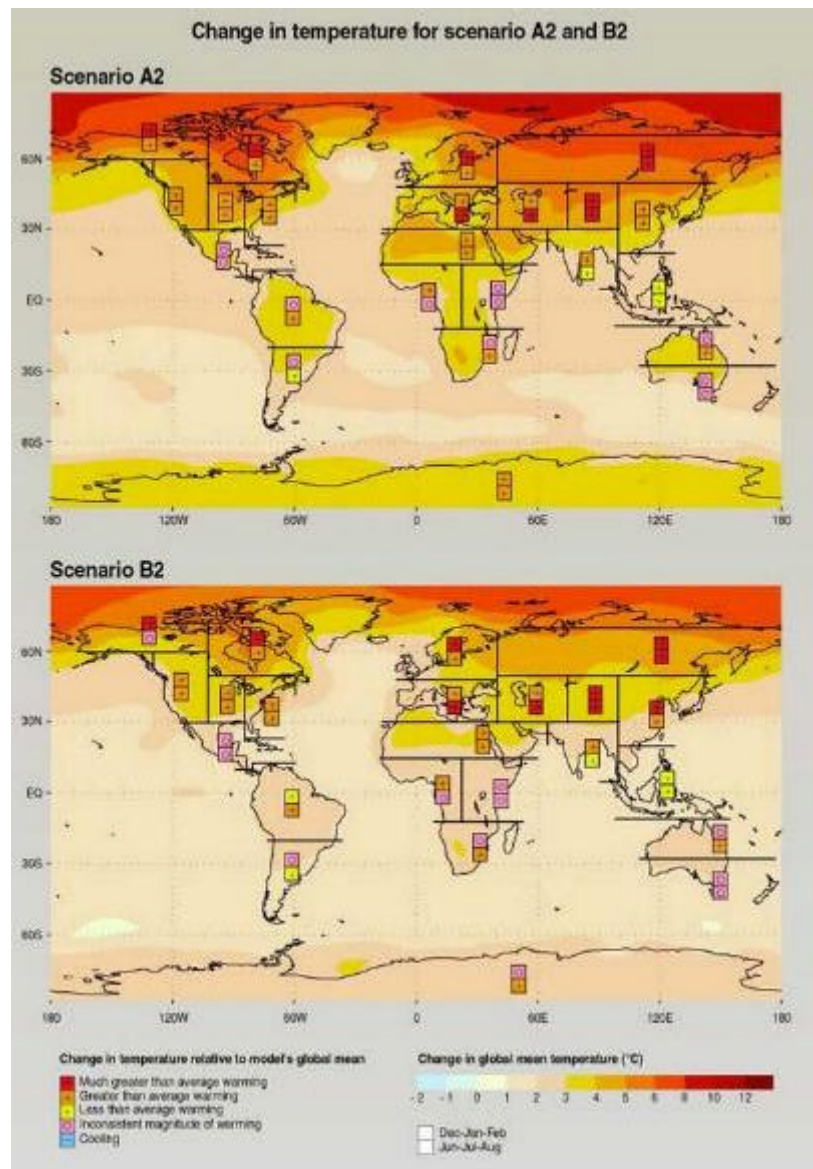 Change in temperature for scenario A2 and B2
Scenario A2
60N
30N
EQ
30S
60S
180 120W 60W 0 60E 120E 180
Scenario B2
60N
30N
EQ
30S
60S
180 120W 60W 0 60E 120E 180
Change in temperature relative to model's global mean
Much greater than average warming
Greater than average warming
Less than average warming
Inconsistent magnitude of warming
Cooling
Change in global mean temperature (°C)
-2 -1 0 1 2 3 4 5 6 8 10 12
Dec-Jan-Feb
Jun-Jul-Aug